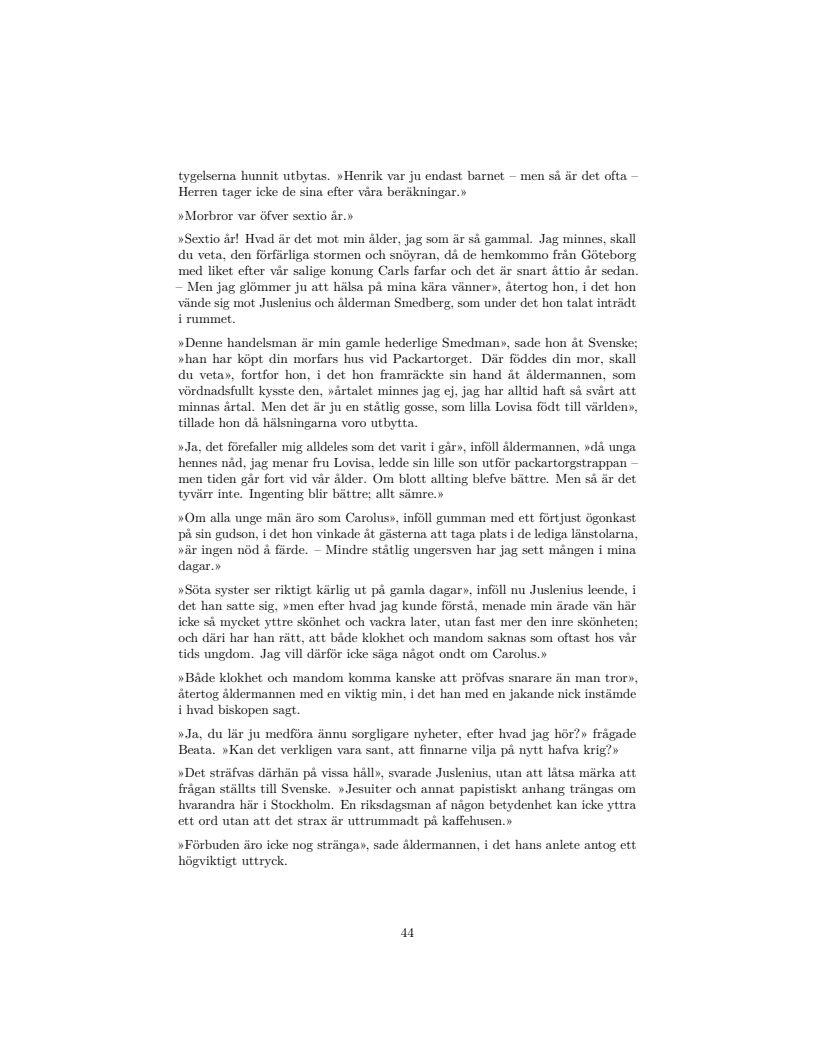 tygelserna hunnit utbytas. »Henrik var ju endast barnet – men så är det ofta –
Herren tager icke de sina efter våra beräkningar.»
»Morbror var öfver sextio år.»
»Sextio år! Hvad är det mot min ålder, jag som är så gammal. Jag minnes, skall
du veta, den förfärliga stormen och snöyran, då de hemkommo från Göteborg
med liket efter vår salige konung Carls farfar och det är snart åttio år sedan.
– Men jag glömmer ju att hälsa på mina kära vänner», återtog hon, i det hon
vände sig mot Juslenius och ålderman Smedberg, som under det hon talat inträdt
i rummet.
»Denne handelsman är min gamle hederlige Smedman», sade hon åt Svenske;
»han har köpt din morfars hus vid Packartorget. Där föddes din mor, skall
du veta», fortfor hon, i det hon framräckte sin hand åt åldermannen, som
vördnadsfullt kysste den, »årtalet minnes jag ej, jag har alltid haft så svårt att
minnas årtal. Men det är ju en ståtlig gosse, som lilla Lovisa födt till världen»,
tillade hon då hälsningarna voro utbytta.
»Ja, det förefaller mig alldeles som det varit i går», inföll åldermannen, »då unga
hennes nåd, jag menar fru Lovisa, ledde sin lille son utför packartorgstrappan –
men tiden går fort vid vår ålder. Om blott allting blefve bättre. Men så är det
tyvärr inte. Ingenting blir bättre; allt sämre.»
»Om alla unge män äro som Carolus», inföll gumman med ett förtjust ögonkast
på sin gudson, i det hon vinkade åt gästerna att taga plats i de lediga länstolarna,
»är ingen nöd å färde. – Mindre ståtlig ungersven har jag sett mången i mina
dagar.»
»Söta syster ser riktigt kärlig ut på gamla dagar», inföll nu Juslenius leende, i
det han satte sig, »men efter hvad jag kunde förstå, menade min ärade vän här
icke så mycket yttre skönhet och vackra later, utan fast mer den inre skönheten;
och däri har han rätt, att både klokhet och mandom saknas som oftast hos vår
tids ungdom. Jag vill därför icke säga något ondt om Carolus.»
»Både klokhet och mandom komma kanske att pröfvas snarare än man tror»,
återtog åldermannen med en viktig min, i det han med en jakande nick instämde
i hvad biskopen sagt.
»Ja, du lär ju medföra ännu sorgligare nyheter, efter hvad jag hör?» frågade
Beata. »Kan det verkligen vara sant, att finnarne vilja på nytt hafva krig?»
»Det sträfvas därhän på vissa håll», svarade Juslenius, utan att låtsa märka att
frågan ställts till Svenske. »Jesuiter och annat papistiskt anhang trängas om
hvarandra här i Stockholm. En riksdagsman af någon betydenhet kan icke yttra
ett ord utan att det strax är uttrummadt på kaffehusen.»
»Förbuden äro icke nog stränga», sade åldermannen, i det hans anlete antog ett
högviktigt uttryck.
44